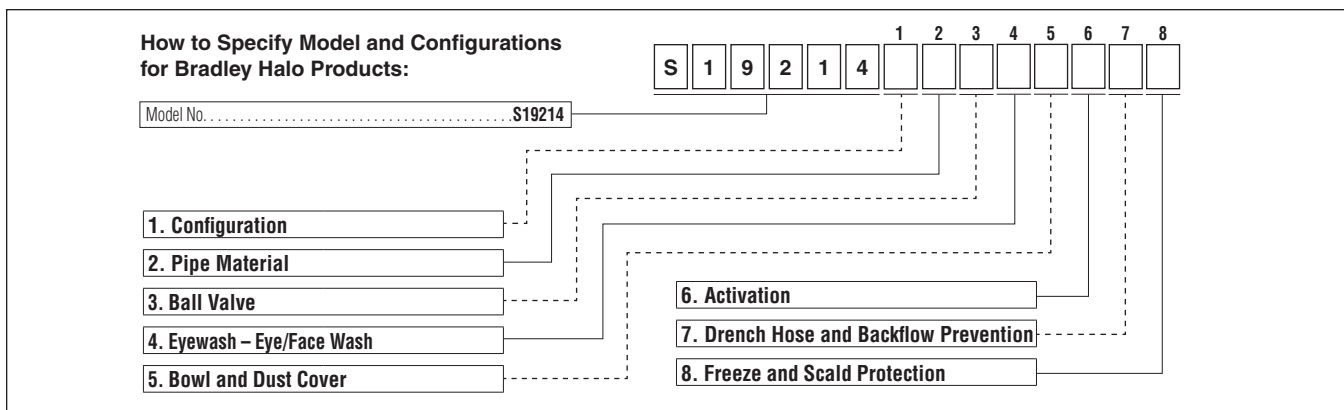 How to Specify Model and Configurations
for Bradley Halo Products:
1 2 3 4 5 6 7 8
S 1 9 2 1 4
Model No. . . . . . . . . . . . . . . . . . . . . . . . . . . . . . . . . . . . . . . . . .S19214
1. Configuration
2. Pipe Material
3. Ball Valve
4. Eyewash – Eye/Face Wash
5. Bowl and Dust Cover
6. Activation
7. Drench Hose and Backflow Prevention
8. Freeze and Scald Protection